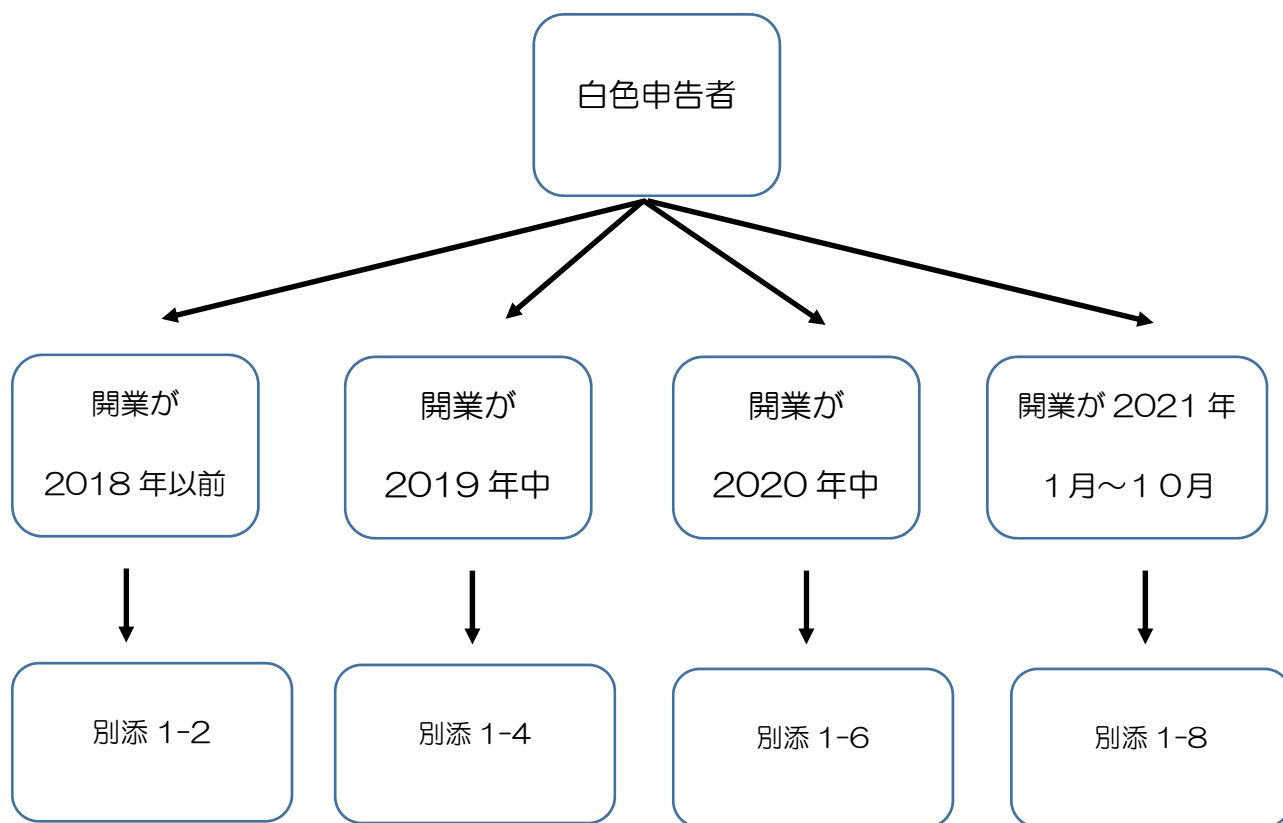 白色申告者
開業が
2018 年以前
開業が
2019 年中
開業が
2020 年中
開業が 2021 年
１月～１０月
別添 1-2
別添 1-4
別添 1-6
別添 1-8